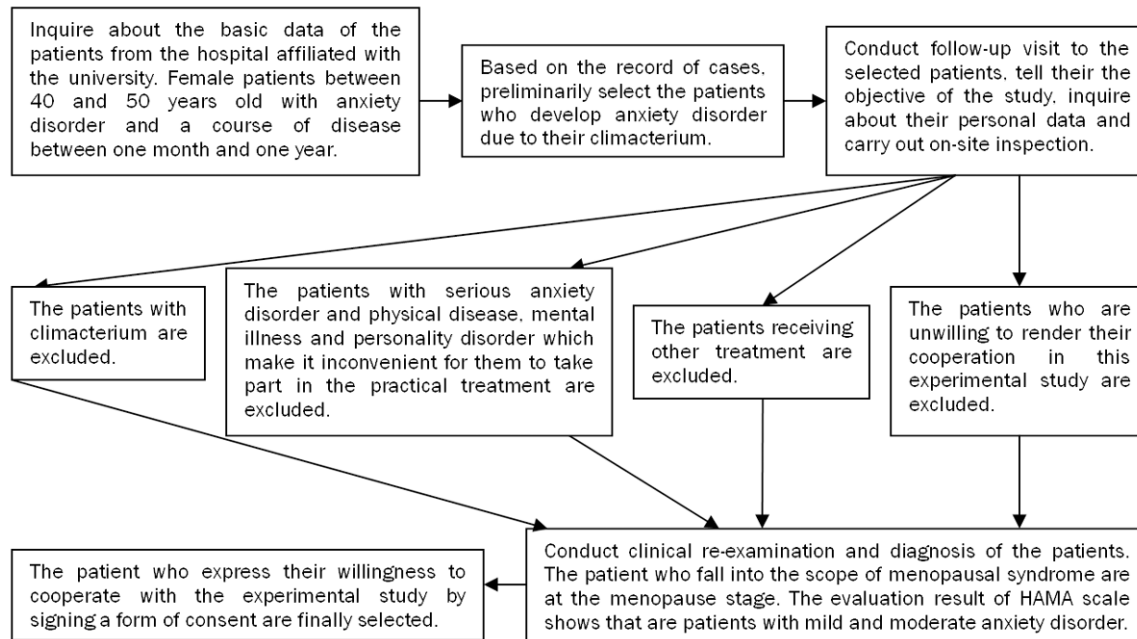 Inquire about the basic data of the
patients from the hospital affiliated with
the university. Female patients between
40 and 50 years old with anxiety
disorder and a course of disease
between one month and one year.
Based on the record of cases,
preliminarily select the patients
who develop anxiety disorder
due to their climacterium.
Conduct follow-up visit to the
selected patients, tell their the
objective of the study, inquire
about their personal data and
carry out on-site inspection.
The patients with
climacterium are
excluded.
The patients with serious anxiety
disorder and physical disease, mental
illness and personality disorder which
make it inconvenient for them to take
part in the practical treatment are
excluded.
The patients receiving
other treatment are
excluded.
The patients who are
unwilling to render their
cooperation in this
experimental study are
excluded.
Conduct clinical re-examination and diagnosis of the patients.
The patient who fall into the scope of menopausal syndrome are
at the menopause stage. The evaluation result of HAMA scale
shows that are patients with mild and moderate anxiety disorder.
The patient who express their willingness to
cooperate with the experimental study by
signing a form of consent are finally selected.